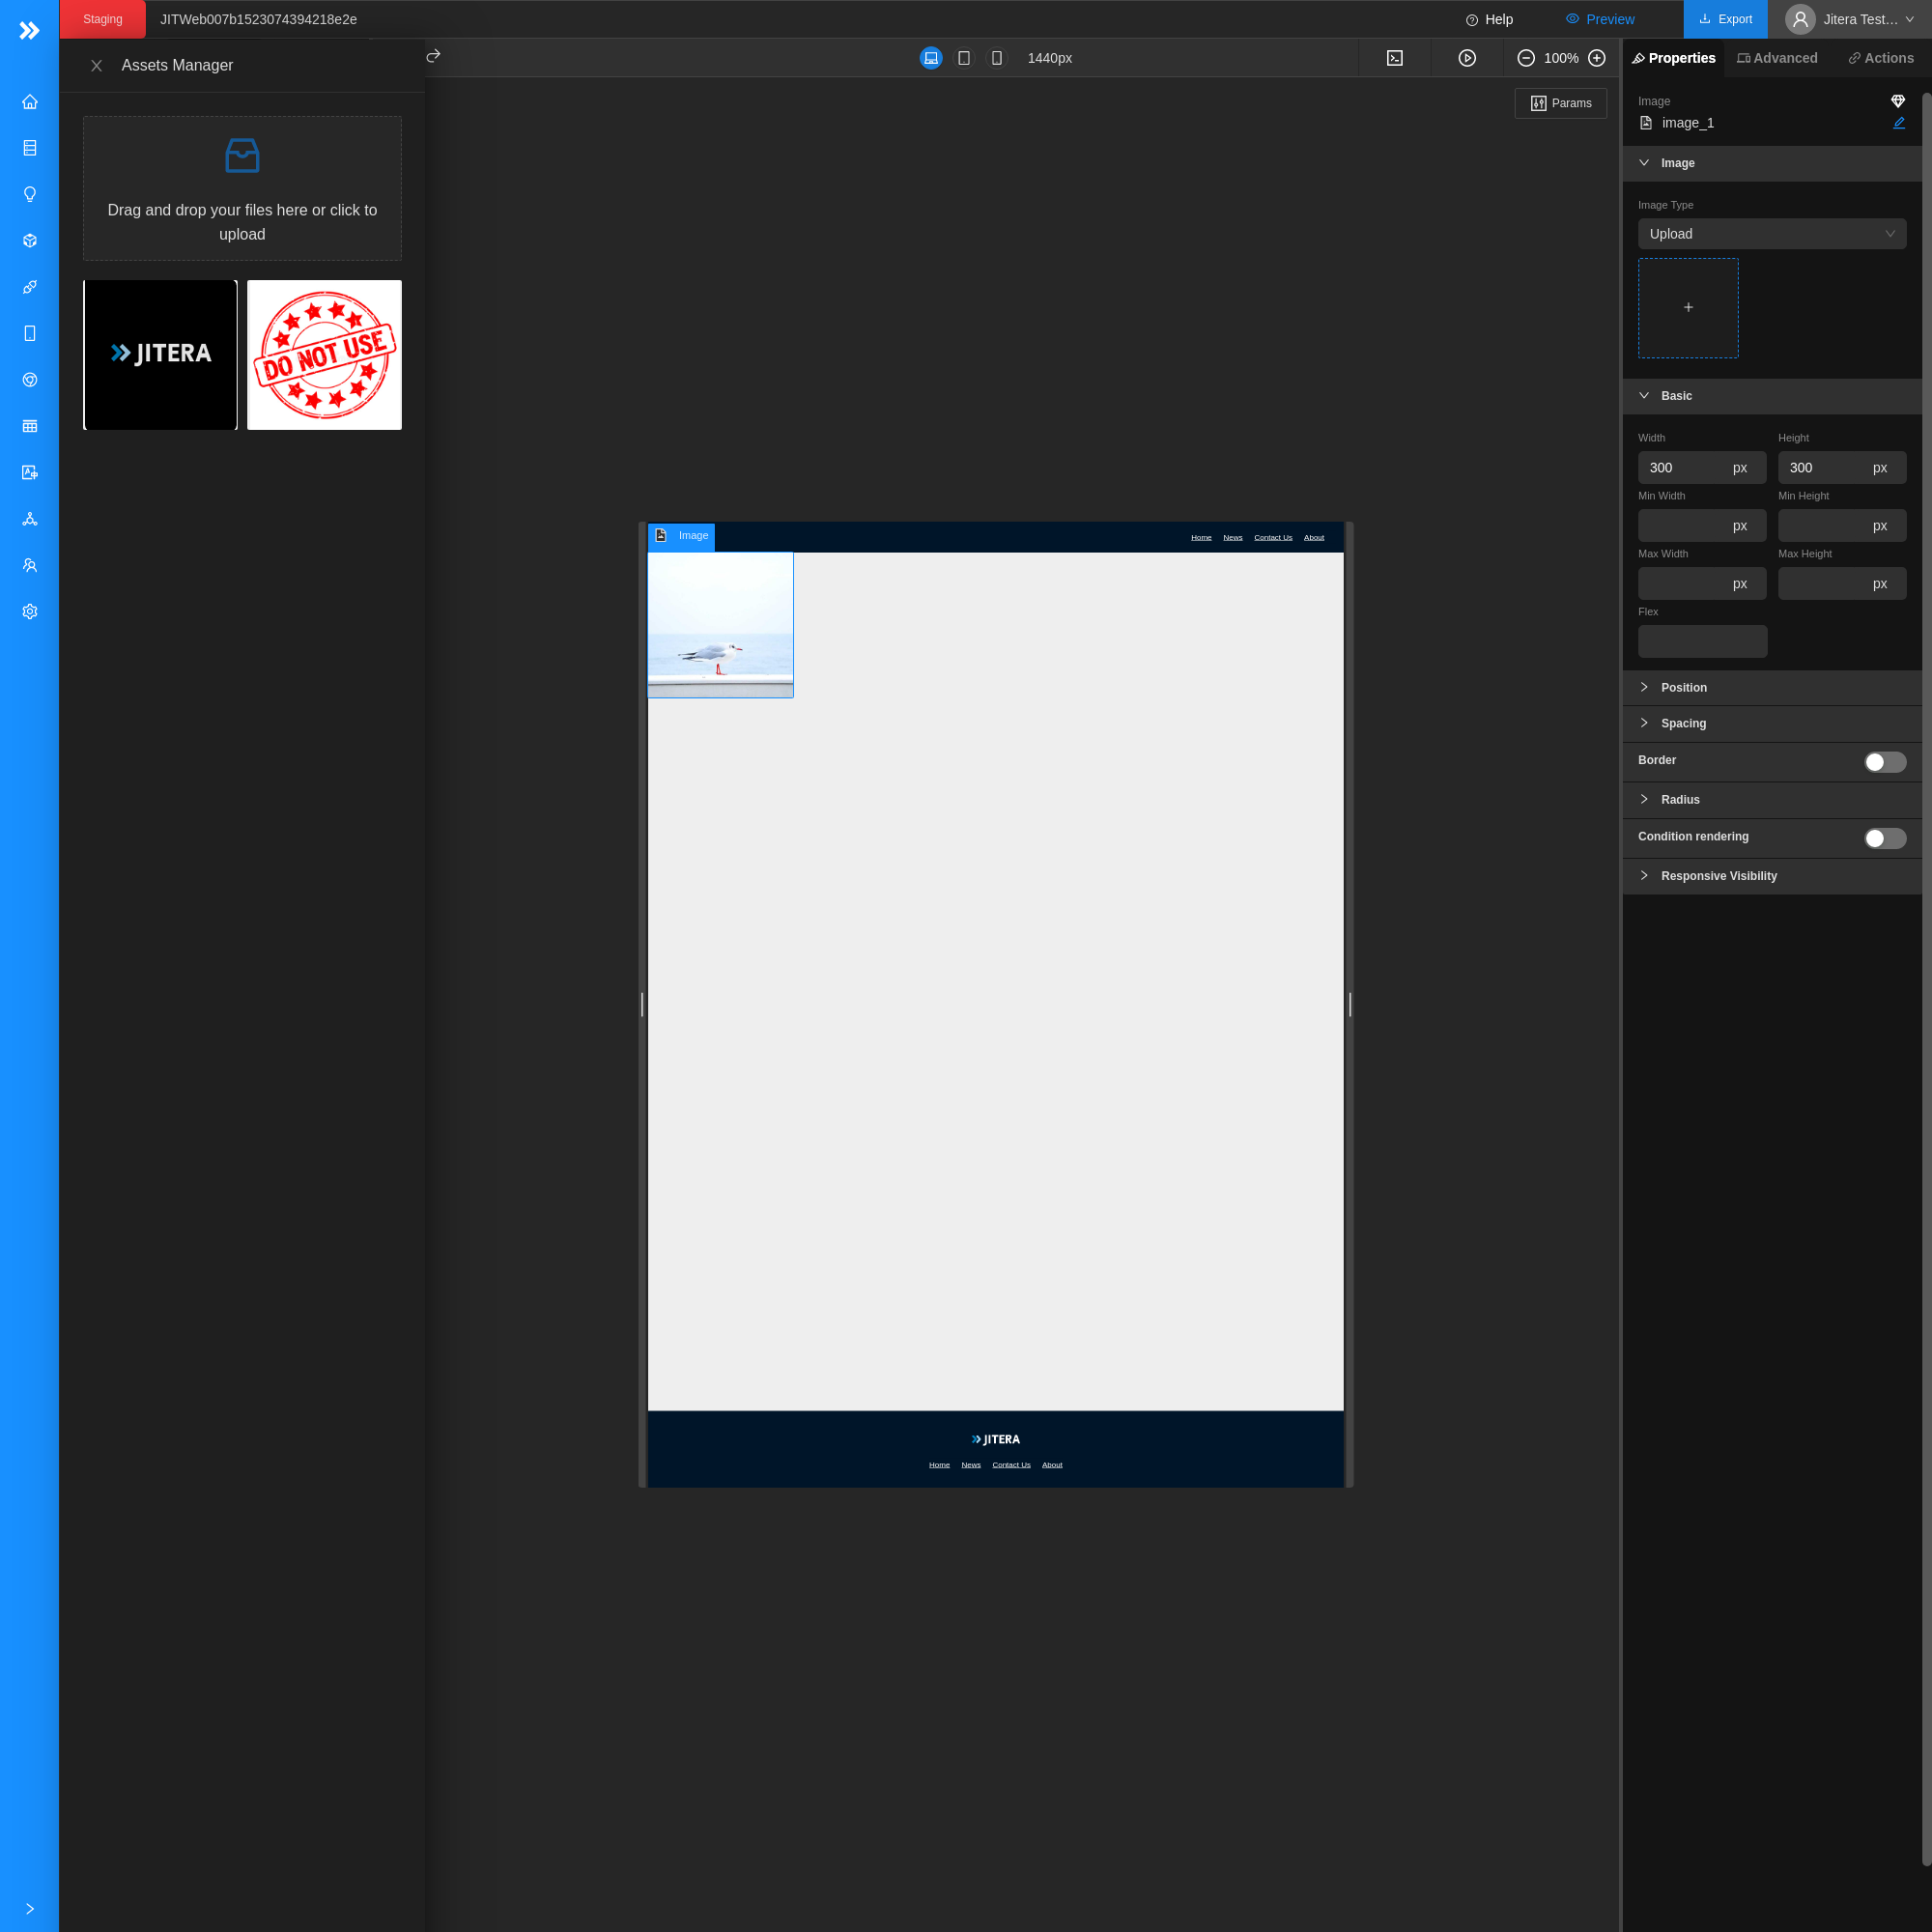 Staging
JITWeb007b1523074394218e2e
Help
Preview
Export
Jitera Test...
Assets Manager
1440px
100%
Properties
Advanced
Actions
Params
Drag and drop your files here or click to
upload
JITERA
DO NOT USE
Image
image_1
Image
Image Type
Upload
Basic
Width
Height
300
px
300
px
Min Width
Min Height
px
px
Max Width
Max Height
px
px
Flex
Position
Spacing
Border
Radius
Condition rendering
Responsive Visibility
Image
Home
News
Contact Us
About
JITERA
Home
News
Contact Us
About